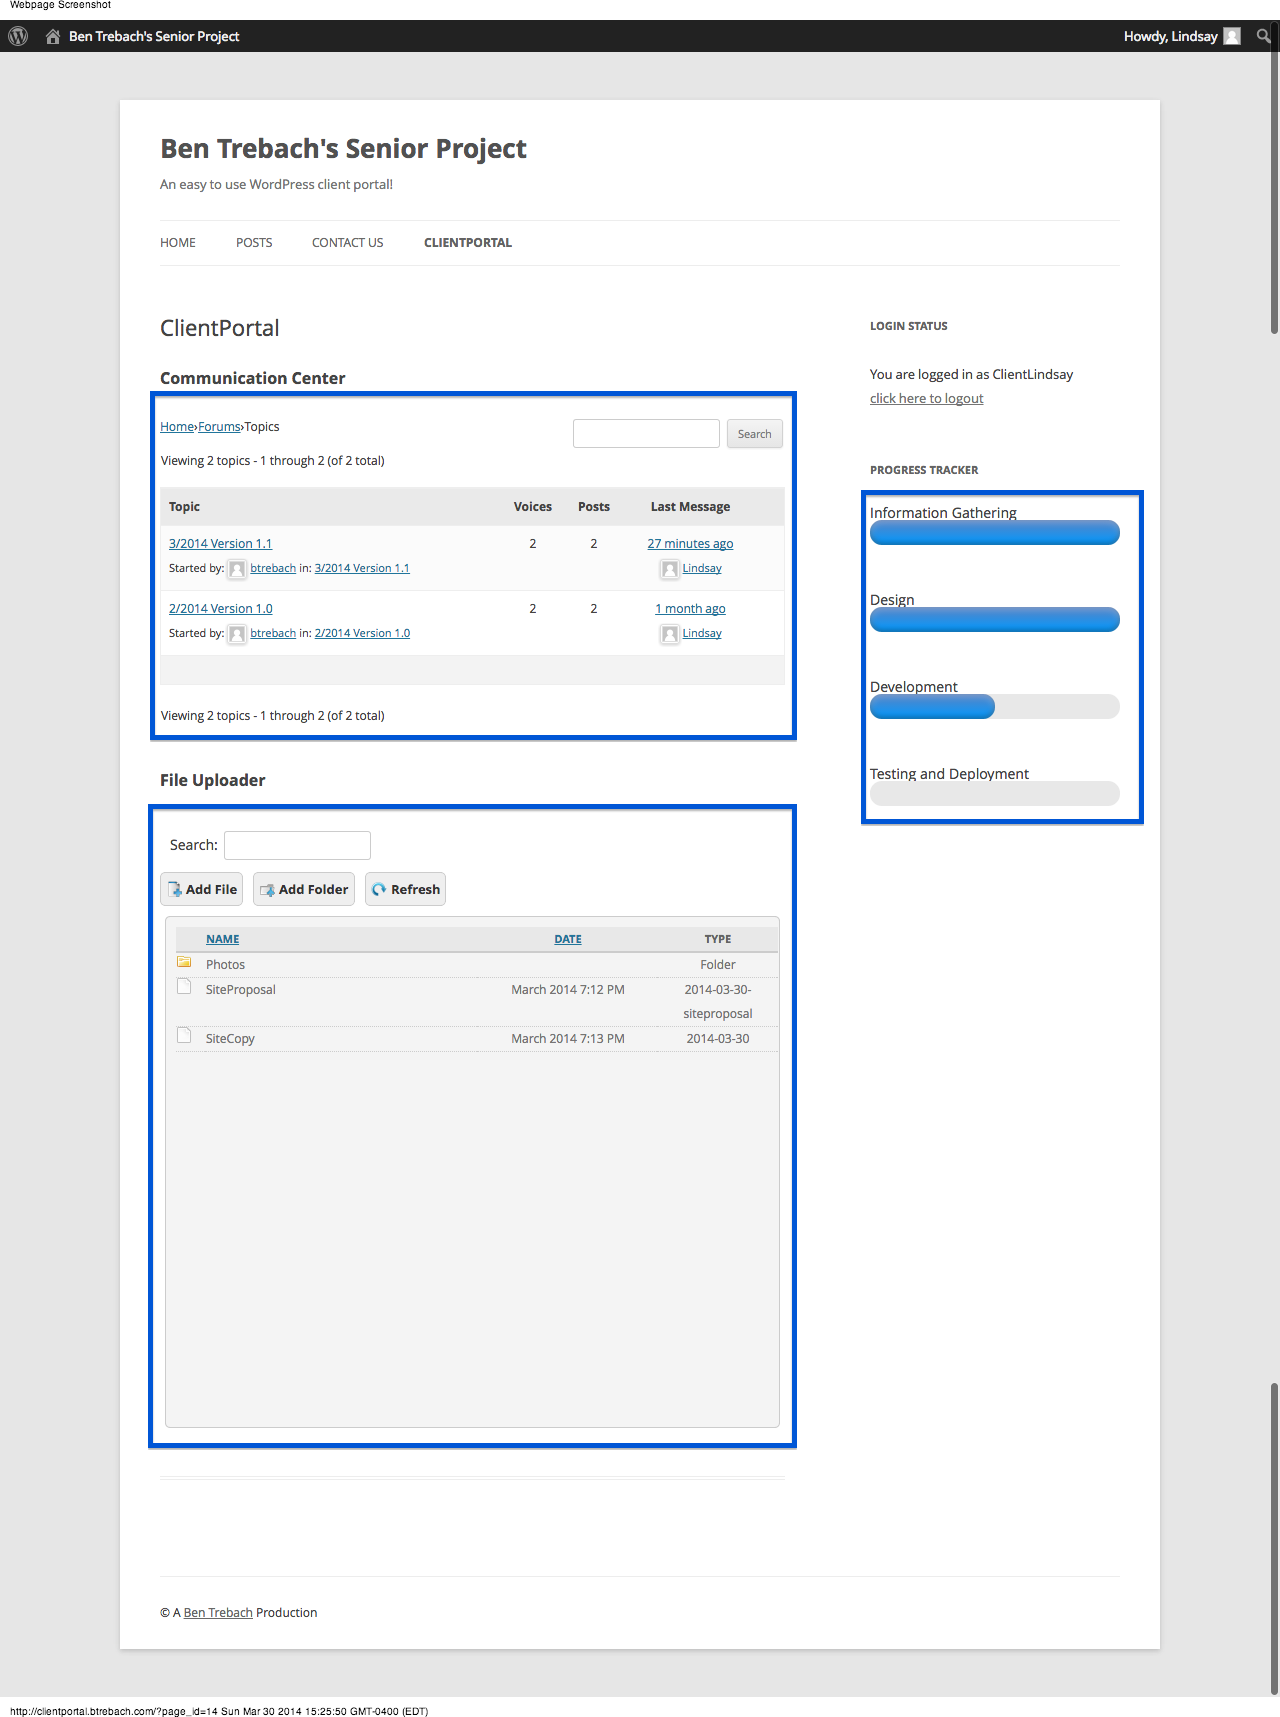 Webpage Screenshot
Ben Trebach's Senior Project
Howdy, Lindsay
Ben Trebach's Senior Project
An easy to use WordPress client portal!
HOME POSTS CONTACT US CLIENTPORTAL
ClientPortal
Communication Center
Home›Forums›Topics
Search
Viewing 2 topics - 1 through 2 (of 2 total)
Topic Voices Posts Last Message
3/2014 Version 1.1 2 2 27 minutes ago
Started by: btrebach in: 3/2014 Version 1.1 Lindsay
2/2014 Version 1.0 2 2 1 month ago
Started by: btrebach in: 2/2014 Version 1.0 Lindsay
Viewing 2 topics - 1 through 2 (of 2 total)
File Uploader
Search:
Add File Add Folder Refresh
NAME DATE TYPE
Photos Folder
SiteProposal March 2014 7:12 PM 2014-03-30-
siteproposal
SiteCopy March 2014 7:13 PM 2014-03-30
LOGIN STATUS
You are logged in as ClientLindsay
click here to logout
PROGRESS TRACKER
Information Gathering
Design
Development
Testing and Deployment
© A Ben Trebach Production
http://clientportal.btrebach.com/?page_id=14 Sun Mar 30 2014 15:25:50 GMT-0400 (EDT)